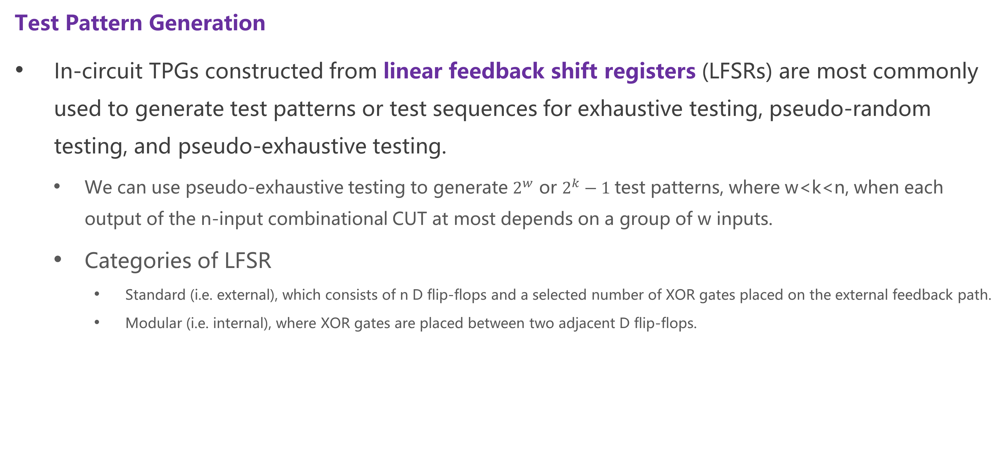 Test Pattern Generation
• In-circuit TPGs constructed from linear feedback shift registers (LFSRs) are most commonly
used to generate test patterns or test sequences for exhaustive testing, pseudo-random
testing, and pseudo-exhaustive testing.
• We can use pseudo-exhaustive testing to generate $2^w$ or $2^k - 1$ test patterns, where w<k<n, when each
output of the n-input combinational CUT at most depends on a group of w inputs.
• Categories of LFSR
• Standard (i.e. external), which consists of n D flip-flops and a selected number of XOR gates placed on the external feedback path.
• Modular (i.e. internal), where XOR gates are placed between two adjacent D flip-flops.